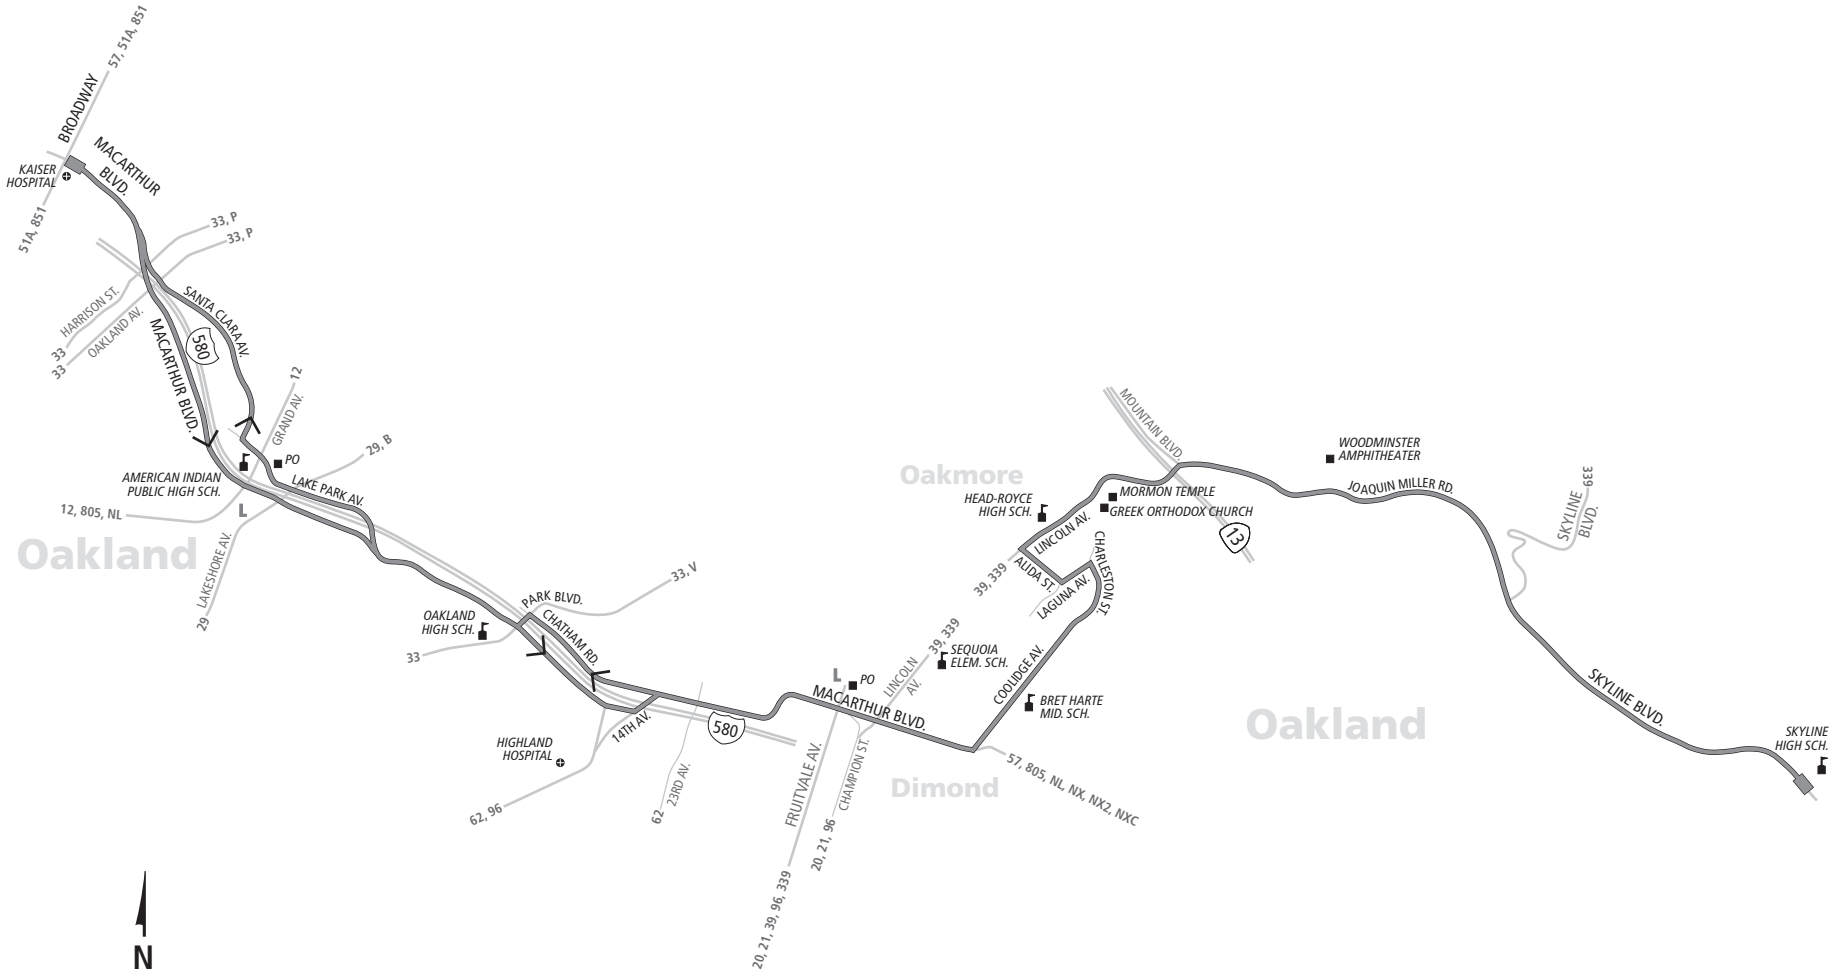 57, 51A, 851
BROADWAY
MACARTHUR
BLVD.
KAISER
HOSPITAL
51A, 851
33, P
33, P
HARRISON ST.
OAKLAND AV.
33
33
SANTA CLARA AV.
580
MACARTHUR BLVD.
12
GRAND AV.
29, B
PO
AMERICAN INDIAN
PUBLIC HIGH SCH.
LAKE PARK AV.
12, 805, NL
L
Oakland
LAKESHORE AV.
29
PARK BLVD.
33, V
OAKLAND
HIGH SCH.
CHATHAM RD.
33
14TH AV.
HIGHLAND
HOSPITAL
62, 96
580
23RD AV.
62
L
PO
MACARTHUR BLVD.
LINCOLN
AV.
39, 339
SEQUOIA
ELEM. SCH.
FRUITVALE AV.
CHAMPION ST.
20, 21, 96
20, 21, 39, 96, 339
Dimond
COOLIDGE AV.
BRET HARTE
MID. SCH.
57, 805, NL, NX, NX2, NXC
39, 339
ALIDA ST.
LAGUNA AV.
CHARLESTON ST.
LINCOLN AV.
Oakmore
HEAD-ROYCE
HIGH SCH.
MORMON TEMPLE
GREEK ORTHODOX CHURCH
MOUNTAIN BLVD.
13
WOODMINSTER
AMPHITHEATER
JOAQUIN MILLER RD.
339
SKYLINE
BLVD.
Oakland
SKYLINE BLVD.
SKYLINE
HIGH SCH.
N